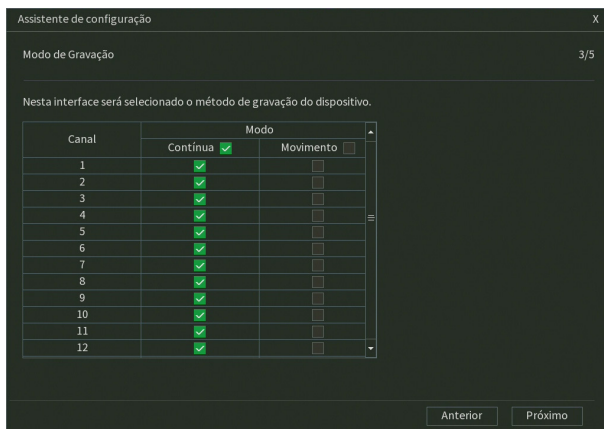 Assistente de configuração X
Modo de Gravação 3/5
Nesta interface será selecionado o método de gravação do dispositivo.
Canal Modo
Contínua Movimento
1
2
3
4
5
6
7
8
9
10
11
12
Anterior Próximo